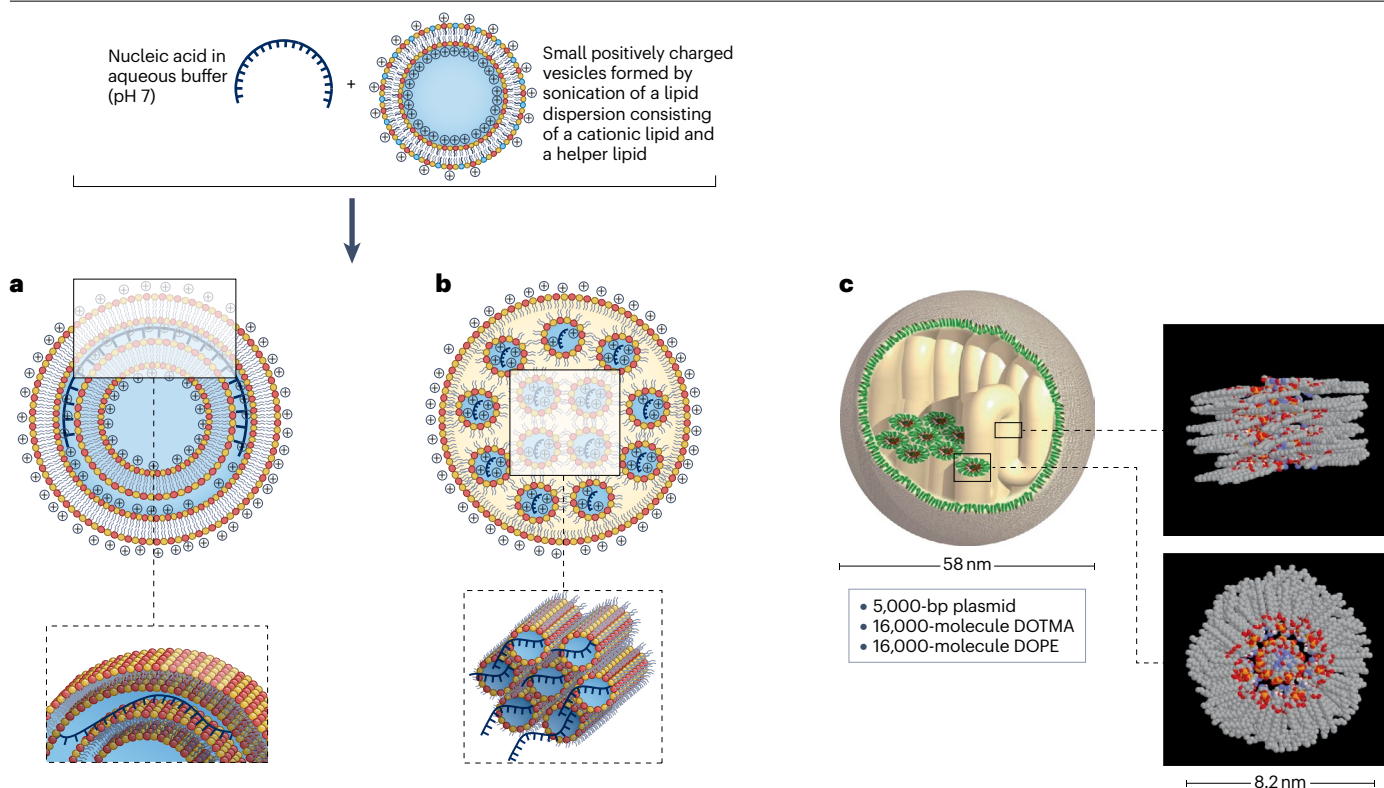 Nucleic acid in
aqueous buffer
(pH 7)
+
Small positively charged
vesicles formed by
sonication of a lipid
dispersion consisting
of a cationic lipid and
a helper lipid
a
b
c
58 nm
• 5,000-bp plasmid
• 16,000-molecule DOTMA
• 16,000-molecule DOPE
8.2 nm